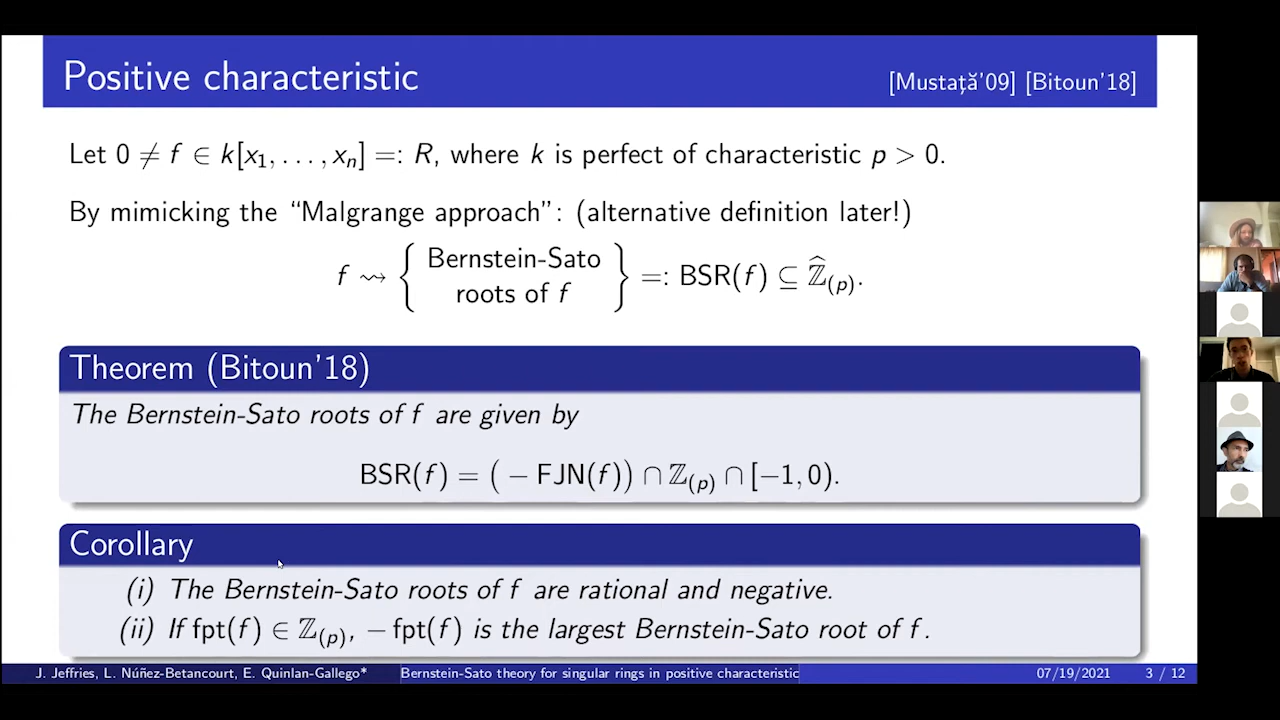 Positive characteristic [Mustaţă'09] [Bitoun'18]
Let 0 ≠ f ∈ k[x₁, . . . , xₙ] =: R, where k is perfect of characteristic p > 0.
By mimicking the “Malgrange approach”: (alternative definition later!)
f ⇝ { Bernstein-Sato roots of f } =: BSR(f) ⊆ ℤ̂₍ₚ₎.
Theorem (Bitoun'18)
The Bernstein-Sato roots of f are given by
BSR(f) = ( − FJN(f)) ∩ ℤ₍ₚ₎ ∩ [−1, 0).
Corollary
(i) The Bernstein-Sato roots of f are rational and negative.
(ii) If fpt(f) ∈ ℤ₍ₚ₎, − fpt(f) is the largest Bernstein-Sato root of f.
J. Jeffries, L. Núñez-Betancourt, E. Quinlan-Gallego* Bernstein-Sato theory for singular rings in positive characteristic 07/19/2021 3 / 12